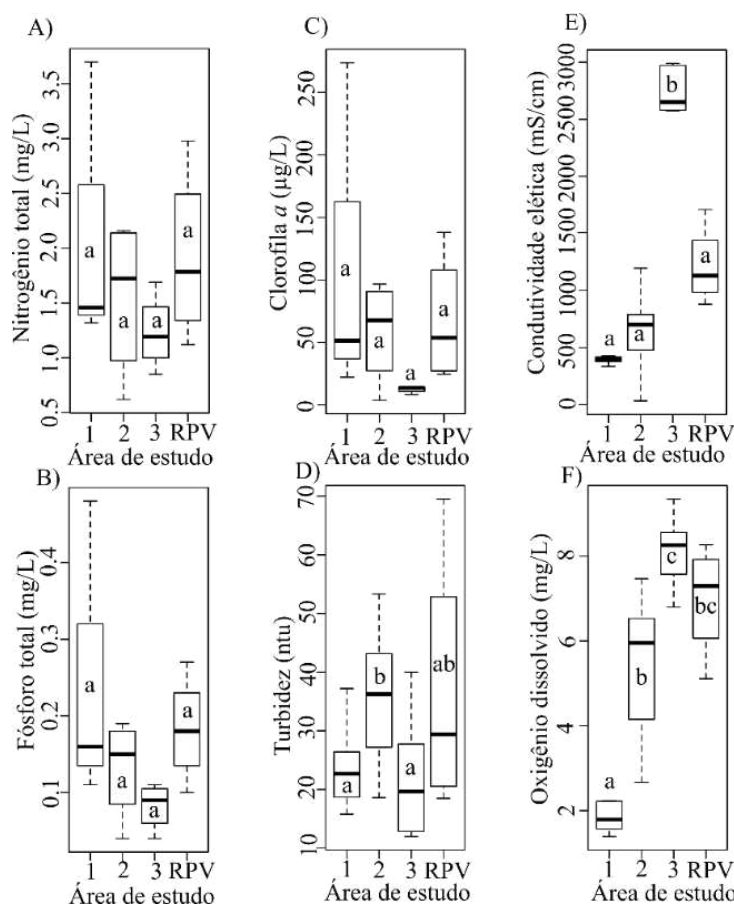 A)
Nitrogênio total (mg/L)
0.5 1.0 1.5 2.0 2.5 3.0 3.5
a a a a
1 2 3 RPV
Área de estudo
B)
Fósforo total (mg/L)
0.1 0.2 0.3 0.4
a a a a
1 2 3 RPV
Área de estudo
C)
Clorofila a (µg/L)
0 50 100 150 200 250
a a a a
1 2 3 RPV
Área de estudo
D)
Turbidez (ntu)
10 20 30 40 50 60 70
a b a ab
1 2 3 RPV
Área de estudo
E)
Condutividade elética (mS/cm)
0 500 1000 1500 2000 2500 3000
a a b a
1 2 3 RPV
Área de estudo
F)
Oxigênio dissolvido (mg/L)
2 4 6 8
a b c bc
1 2 3 RPV
Área de estudo